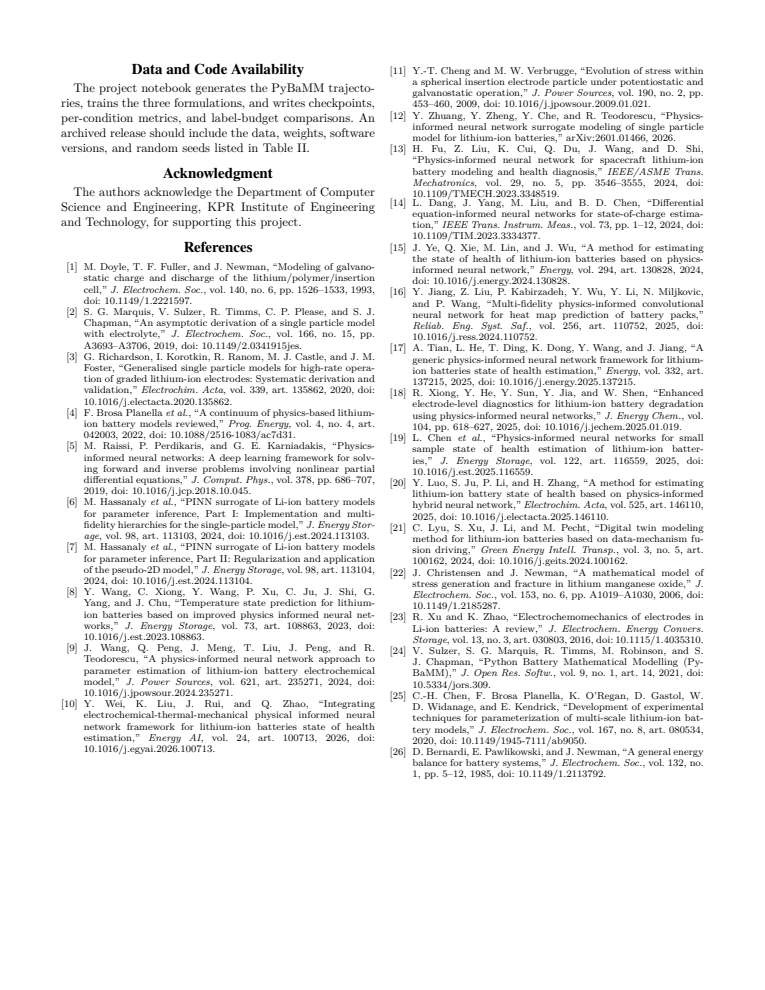 Data and Code Availability
The project notebook generates the PyBaMM trajecto-
ries, trains the three formulations, and writes checkpoints,
per-condition metrics, and label-budget comparisons. An
archived release should include the data, weights, software
versions, and random seeds listed in Table II.
Acknowledgment
The authors acknowledge the Department of Computer
Science and Engineering, KPR Institute of Engineering
and Technology, for supporting this project.
References
[1] M. Doyle, T. F. Fuller, and J. Newman, “Modeling of galvano-
static charge and discharge of the lithium/polymer/insertion
cell,” J. Electrochem. Soc., vol. 140, no. 6, pp. 1526–1533, 1993,
doi: 10.1149/1.2221597.
[2] S. G. Marquis, V. Sulzer, R. Timms, C. P. Please, and S. J.
Chapman, “An asymptotic derivation of a single particle model
with electrolyte,” J. Electrochem. Soc., vol. 166, no. 15, pp.
A3693–A3706, 2019, doi: 10.1149/2.0341915jes.
[3] G. Richardson, I. Korotkin, R. Ranom, M. J. Castle, and J. M.
Foster, “Generalised single particle models for high-rate opera-
tion of graded lithium-ion electrodes: Systematic derivation and
validation,” Electrochim. Acta, vol. 339, art. 135862, 2020, doi:
10.1016/j.electacta.2020.135862.
[4] F. Brosa Planella et al., “A continuum of physics-based lithium-
ion battery models reviewed,” Prog. Energy, vol. 4, no. 4, art.
042003, 2022, doi: 10.1088/2516-1083/ac7d31.
[5] M. Raissi, P. Perdikaris, and G. E. Karniadakis, “Physics-
informed neural networks: A deep learning framework for solv-
ing forward and inverse problems involving nonlinear partial
differential equations,” J. Comput. Phys., vol. 378, pp. 686–707,
2019, doi: 10.1016/j.jcp.2018.10.045.
[6] M. Hassanaly et al., “PINN surrogate of Li-ion battery models
for parameter inference, Part I: Implementation and multi-
fidelity hierarchies for the single-particle model,” J. Energy Stor-
age, vol. 98, art. 113103, 2024, doi: 10.1016/j.est.2024.113103.
[7] M. Hassanaly et al., “PINN surrogate of Li-ion battery models
for parameter inference, Part II: Regularization and application
of the pseudo-2D model,” J. Energy Storage, vol. 98, art. 113104,
2024, doi: 10.1016/j.est.2024.113104.
[8] Y. Wang, C. Xiong, Y. Wang, P. Xu, C. Ju, J. Shi, G.
Yang, and J. Chu, “Temperature state prediction for lithium-
ion batteries based on improved physics informed neural net-
works,” J. Energy Storage, vol. 73, art. 108863, 2023, doi:
10.1016/j.est.2023.108863.
[9] J. Wang, Q. Peng, J. Meng, T. Liu, J. Peng, and R.
Teodorescu, “A physics-informed neural network approach to
parameter estimation of lithium-ion battery electrochemical
model,” J. Power Sources, vol. 621, art. 235271, 2024, doi:
10.1016/j.jpowsour.2024.235271.
[10] Y. Wei, K. Liu, J. Rui, and Q. Zhao, “Integrating
electrochemical-thermal-mechanical physical informed neural
network framework for lithium-ion batteries state of health
estimation,” Energy AI, vol. 24, art. 100713, 2026, doi:
10.1016/j.egyai.2026.100713.
[11] Y.-T. Cheng and M. W. Verbrugge, “Evolution of stress within
a spherical insertion electrode particle under potentiostatic and
galvanostatic operation,” J. Power Sources, vol. 190, no. 2, pp.
453–460, 2009, doi: 10.1016/j.jpowsour.2009.01.021.
[12] Y. Zhuang, Y. Zheng, Y. Che, and R. Teodorescu, “Physics-
informed neural network surrogate modeling of single particle
model for lithium-ion batteries,” arXiv:2601.01466, 2026.
[13] H. Fu, Z. Liu, K. Cui, Q. Du, J. Wang, and D. Shi,
“Physics-informed neural network for spacecraft lithium-ion
battery modeling and health diagnosis,” IEEE/ASME Trans.
Mechatronics, vol. 29, no. 5, pp. 3546–3555, 2024, doi:
10.1109/TMECH.2023.3348519.
[14] L. Dang, J. Yang, M. Liu, and B. D. Chen, “Differential
equation-informed neural networks for state-of-charge estima-
tion,” IEEE Trans. Instrum. Meas., vol. 73, pp. 1–12, 2024, doi:
10.1109/TIM.2023.3334377.
[15] J. Ye, Q. Xie, M. Lin, and J. Wu, “A method for estimating
the state of health of lithium-ion batteries based on physics-
informed neural network,” Energy, vol. 294, art. 130828, 2024,
doi: 10.1016/j.energy.2024.130828.
[16] Y. Jiang, Z. Liu, P. Kabirzadeh, Y. Wu, Y. Li, N. Miljkovic,
and P. Wang, “Multi-fidelity physics-informed convolutional
neural network for heat map prediction of battery packs,”
Reliab. Eng. Syst. Saf., vol. 256, art. 110752, 2025, doi:
10.1016/j.ress.2024.110752.
[17] A. Tian, L. He, T. Ding, K. Dong, Y. Wang, and J. Jiang, “A
generic physics-informed neural network framework for lithium-
ion batteries state of health estimation,” Energy, vol. 332, art.
137215, 2025, doi: 10.1016/j.energy.2025.137215.
[18] R. Xiong, Y. He, Y. Sun, Y. Jia, and W. Shen, “Enhanced
electrode-level diagnostics for lithium-ion battery degradation
using physics-informed neural networks,” J. Energy Chem., vol.
104, pp. 618–627, 2025, doi: 10.1016/j.jechem.2025.01.019.
[19] L. Chen et al., “Physics-informed neural networks for small
sample state of health estimation of lithium-ion batter-
ies,” J. Energy Storage, vol. 122, art. 116559, 2025, doi:
10.1016/j.est.2025.116559.
[20] Y. Luo, S. Ju, P. Li, and H. Zhang, “A method for estimating
lithium-ion battery state of health based on physics-informed
hybrid neural network,” Electrochim. Acta, vol. 525, art. 146110,
2025, doi: 10.1016/j.electacta.2025.146110.
[21] C. Lyu, S. Xu, J. Li, and M. Pecht, “Digital twin modeling
method for lithium-ion batteries based on data-mechanism fu-
sion driving,” Green Energy Intell. Transp., vol. 3, no. 5, art.
100162, 2024, doi: 10.1016/j.geits.2024.100162.
[22] J. Christensen and J. Newman, “A mathematical model of
stress generation and fracture in lithium manganese oxide,” J.
Electrochem. Soc., vol. 153, no. 6, pp. A1019–A1030, 2006, doi:
10.1149/1.2185287.
[23] R. Xu and K. Zhao, “Electrochemomechanics of electrodes in
Li-ion batteries: A review,” J. Electrochem. Energy Convers.
Storage, vol. 13, no. 3, art. 030803, 2016, doi: 10.1115/1.4035310.
[24] V. Sulzer, S. G. Marquis, R. Timms, M. Robinson, and S.
J. Chapman, “Python Battery Mathematical Modelling (Py-
BaMM),” J. Open Res. Softw., vol. 9, no. 1, art. 14, 2021, doi:
10.5334/jors.309.
[25] C.-H. Chen, F. Brosa Planella, K. O’Regan, D. Gastol, W.
D. Widanage, and E. Kendrick, “Development of experimental
techniques for parameterization of multi-scale lithium-ion bat-
tery models,” J. Electrochem. Soc., vol. 167, no. 8, art. 080534,
2020, doi: 10.1149/1945-7111/ab9050.
[26] D. Bernardi, E. Pawlikowski, and J. Newman, “A general energy
balance for battery systems,” J. Electrochem. Soc., vol. 132, no.
1, pp. 5–12, 1985, doi: 10.1149/1.2113792.